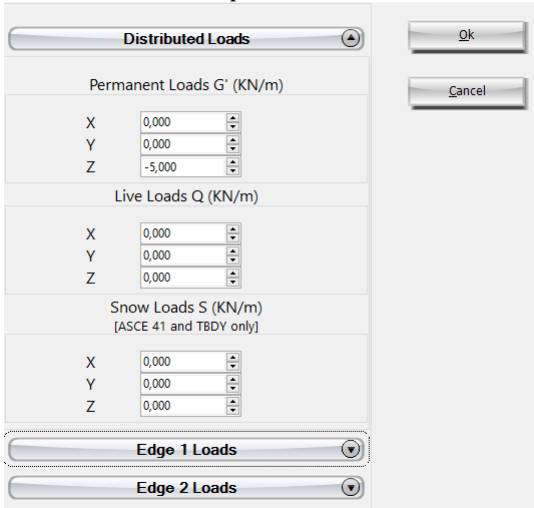 Distributed Loads
Ok
Permanent Loads G' (KN/m)
Cancel
X 0,000
Y 0,000
Z -5,000
Live Loads Q (KN/m)
X 0,000
Y 0,000
Z 0,000
Snow Loads S (KN/m)
[ASCE 41 and TBDY only]
X 0,000
Y 0,000
Z 0,000
Edge 1 Loads
Edge 2 Loads